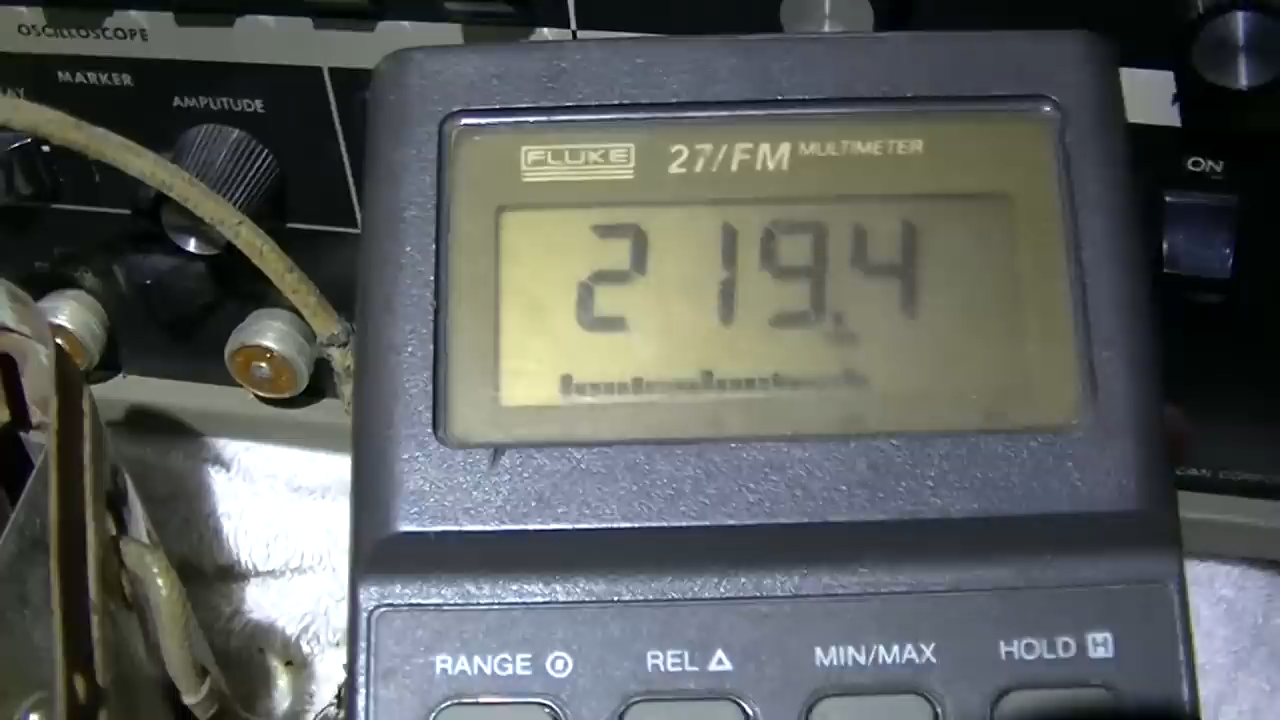 OSCILLOSCOPE
MARKER
AMPLITUDE
FLUKE 27/FM MULTIMETER
219.4
ON
RANGE
REL △
MIN/MAX
HOLD H